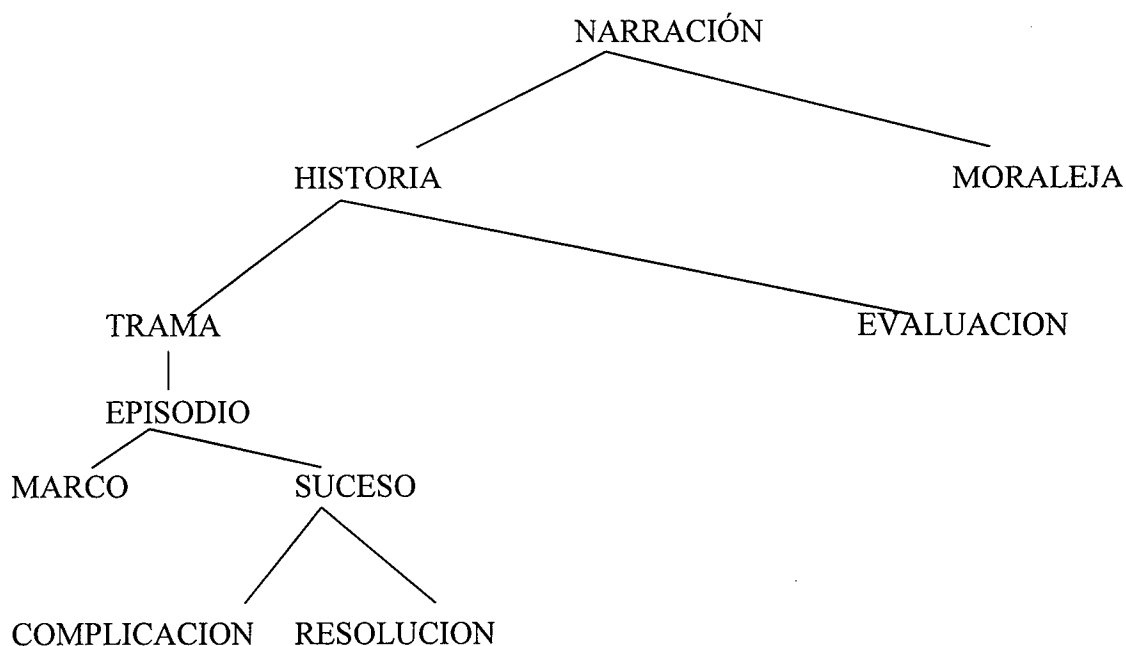 NARRACIÓN
HISTORIA MORALEJA
TRAMA EVALUACION
EPISODIO
MARCO SUCESO
COMPLICACION RESOLUCION